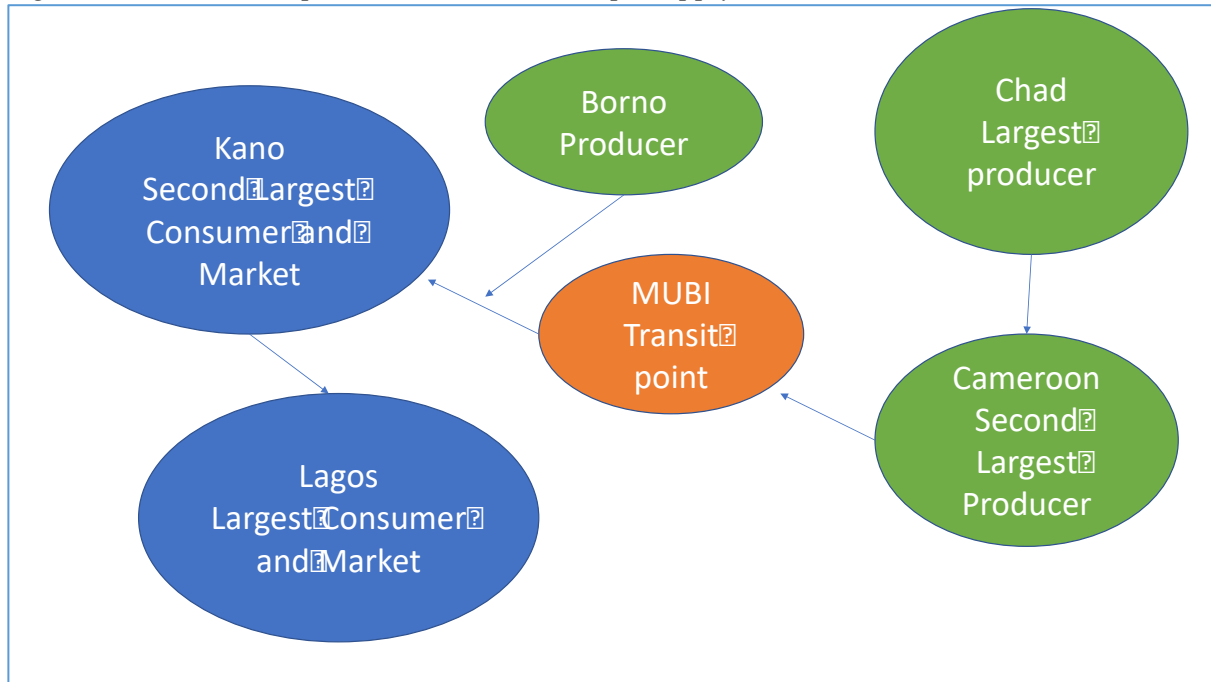 Kano
Second Largest
Consumer and
Market
Borno
Producer
Chad
Largest
producer
MUBI
Transit
point
Cameroon
Second
Largest
Producer
Lagos
Largest Consumer
and Market